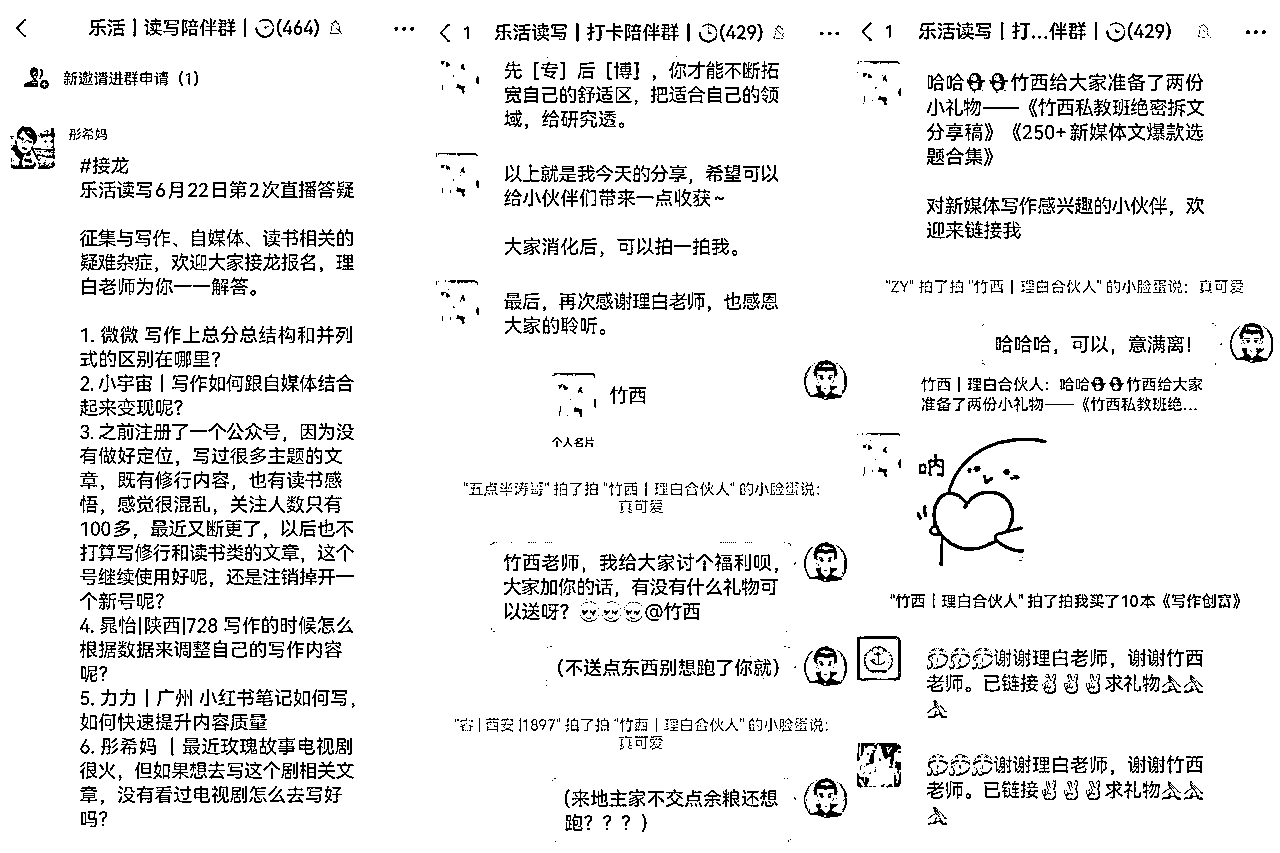 乐活丨读写陪伴群丨(464)
新邀请进群申请（1）
彤希妈
#接龙
乐活读写6月22日第2次直播答疑
征集与写作、自媒体、读书相关的
疑难杂症，欢迎大家接龙报名，理
白老师为你一一解答。
1. 微微 写作上总分总结构和并列
式的区别在哪里？
2. 小宇宙丨写作如何跟自媒体结合
起来变现呢？
3. 之前注册了一个公众号，因为没
有做好定位，写过很多主题的文
章，既有修行内容，也有读书感
悟，感觉很混乱，关注人数只有
100多，最近又断更了，以后也不
打算写修行和读书类的文章，这个
号继续使用好呢，还是注销掉开一
个新号呢？
4. 晁怡|陕西|728 写作的时候怎么
根据数据来调整自己的写作内容
呢？
5. 力力丨广州 小红书笔记如何写，
如何快速提升内容质量
6. 彤希妈 丨最近玫瑰故事电视剧
很火，但如果想去写这个剧相关文
章，没有看过电视剧怎么去写好
吗？
1 乐活读写丨打卡陪伴群丨(429)
先［专］后［博］，你才能不断拓
宽自己的舒适区，把适合自己的领
域，给研究透。
以上就是我今天的分享，希望可以
给小伙伴们带来一点收获~
大家消化后，可以拍一拍我。
最后，再次感谢理白老师，也感恩
大家的聆听。
竹西
个人名片
"五点半涛哥" 拍了拍 "竹西丨理白合伙人" 的小脸蛋说：
真可爱
竹西老师，我给大家讨个福利呗，
大家加你的话，有没有什么礼物可
以送呀？@竹西
（不送点东西别想跑了你就）
"容|西安|1897" 拍了拍 "竹西丨理白合伙人" 的小脸蛋说：
真可爱
（来地主家不交点余粮还想
跑？？？）
1 乐活读写丨打...伴群丨(429)
哈哈竹西给大家准备了两份
小礼物——《竹西私教班绝密拆文
分享稿》《250+新媒体文爆款选
题合集》
对新媒体写作感兴趣的小伙伴，欢
迎来链接我
"ZY" 拍了拍 "竹西丨理白合伙人" 的小脸蛋说：真可爱
哈哈哈，可以，意满离！
竹西丨理白合伙人：哈哈竹西给大家
准备了两份小礼物——《竹西私教班绝...
呐
"竹西丨理白合伙人" 拍了拍我买了10本《写作创富》
谢谢理白老师，谢谢竹西
老师。已链接✌✌✌求礼物
谢谢理白老师，谢谢竹西
老师。已链接✌✌✌求礼物